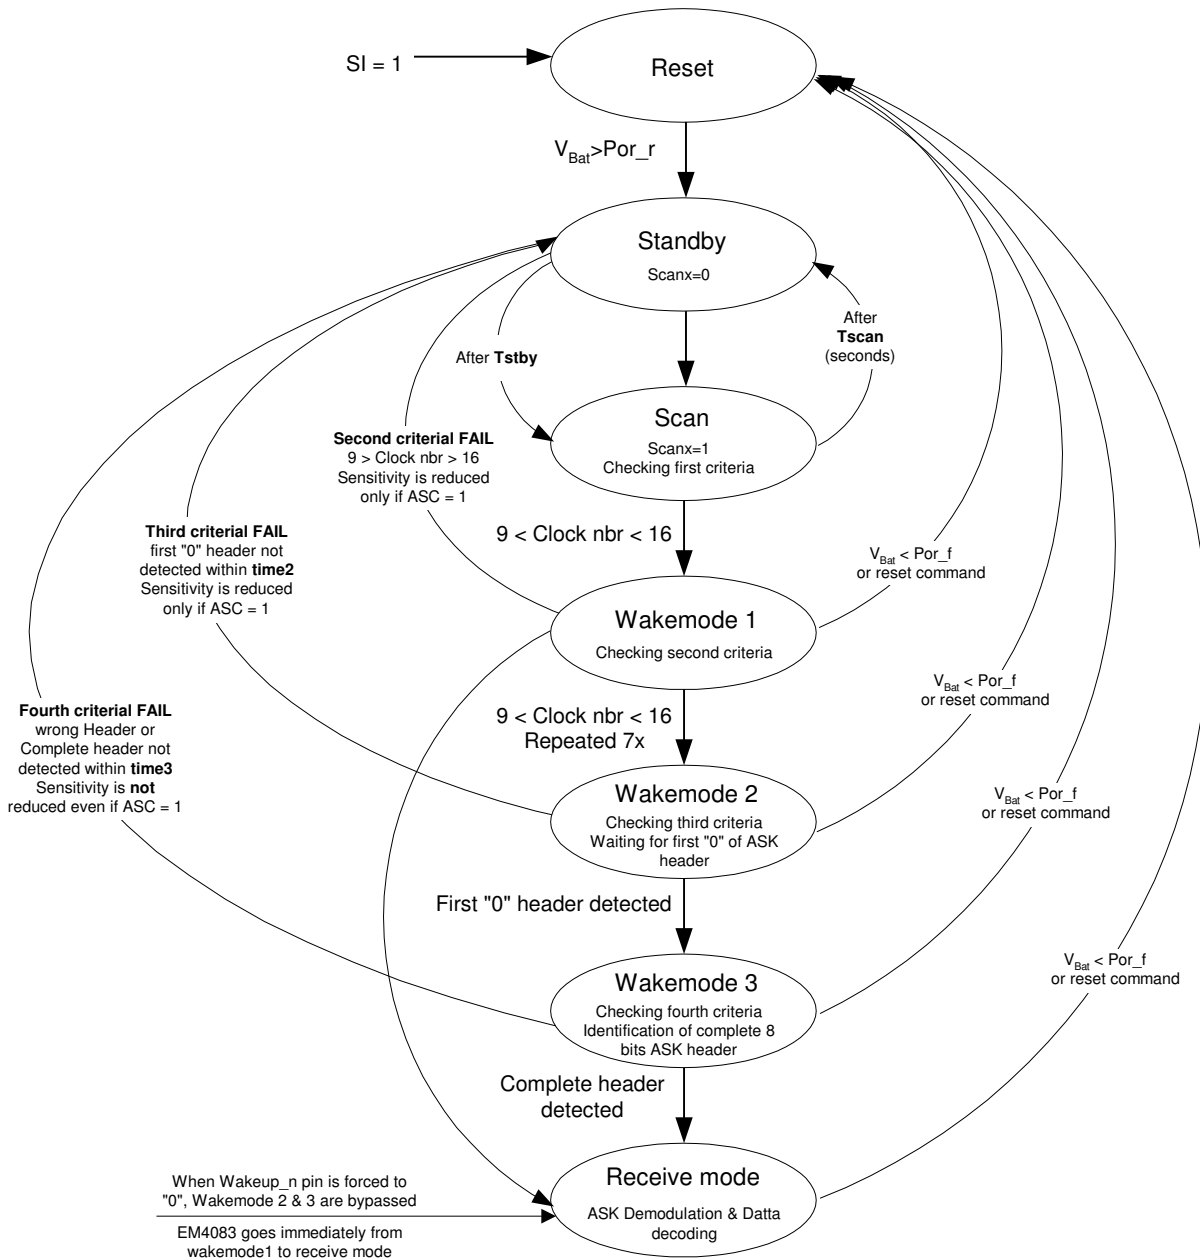 SI = 1
Reset
VBat>Por_r
Standby
Scanx=0
After
Tscan
(seconds)
After Tstby
Scan
Scanx=1
Checking first criteria
Second criterial FAIL
9 > Clock nbr > 16
Sensitivity is reduced
only if ASC = 1
9 < Clock nbr < 16
Third criterial FAIL
first "0" header not
detected within time2
Sensitivity is reduced
only if ASC = 1
VBat < Por_f
or reset command
Wakemode 1
Checking second criteria
VBat < Por_f
or reset command
Fourth criterial FAIL
wrong Header or
Complete header not
detected within time3
Sensitivity is not
reduced even if ASC = 1
9 < Clock nbr < 16
Repeated 7x
Wakemode 2
Checking third criteria
Waiting for first "0" of ASK
header
VBat < Por_f
or reset command
First "0" header detected
Wakemode 3
Checking fourth criteria
Identification of complete 8
bits ASK header
VBat < Por_f
or reset command
Complete header
detected
Receive mode
ASK Demodulation & Datta
decoding
When Wakeup_n pin is forced to
"0", Wakemode 2 & 3 are bypassed
EM4083 goes immediately from
wakemode1 to receive mode